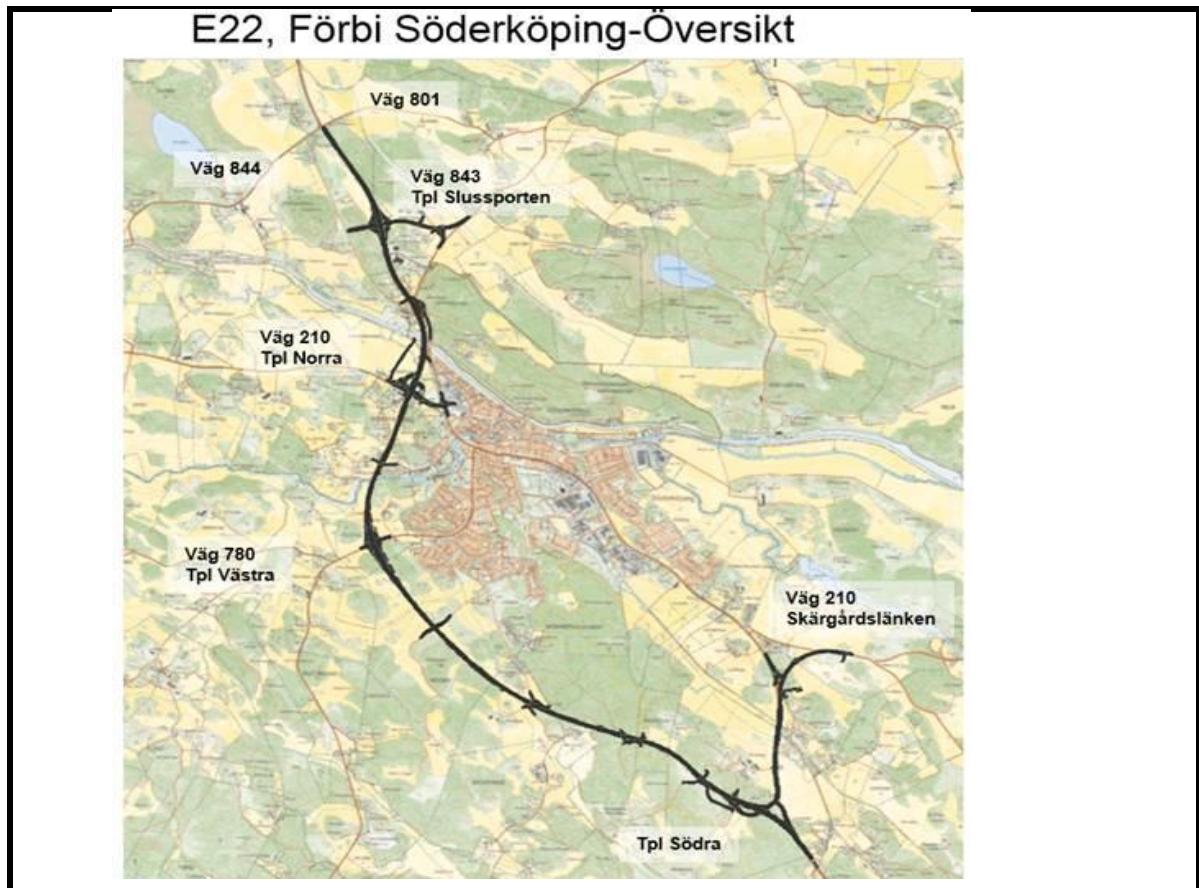 E22, Förbi Söderköping-Översikt
Väg 801
Väg 844
Väg 843
Tpl Slussporten
Väg 210
Tpl Norra
Väg 780
Tpl Västra
Väg 210
Skärgårdslänken
Tpl Södra